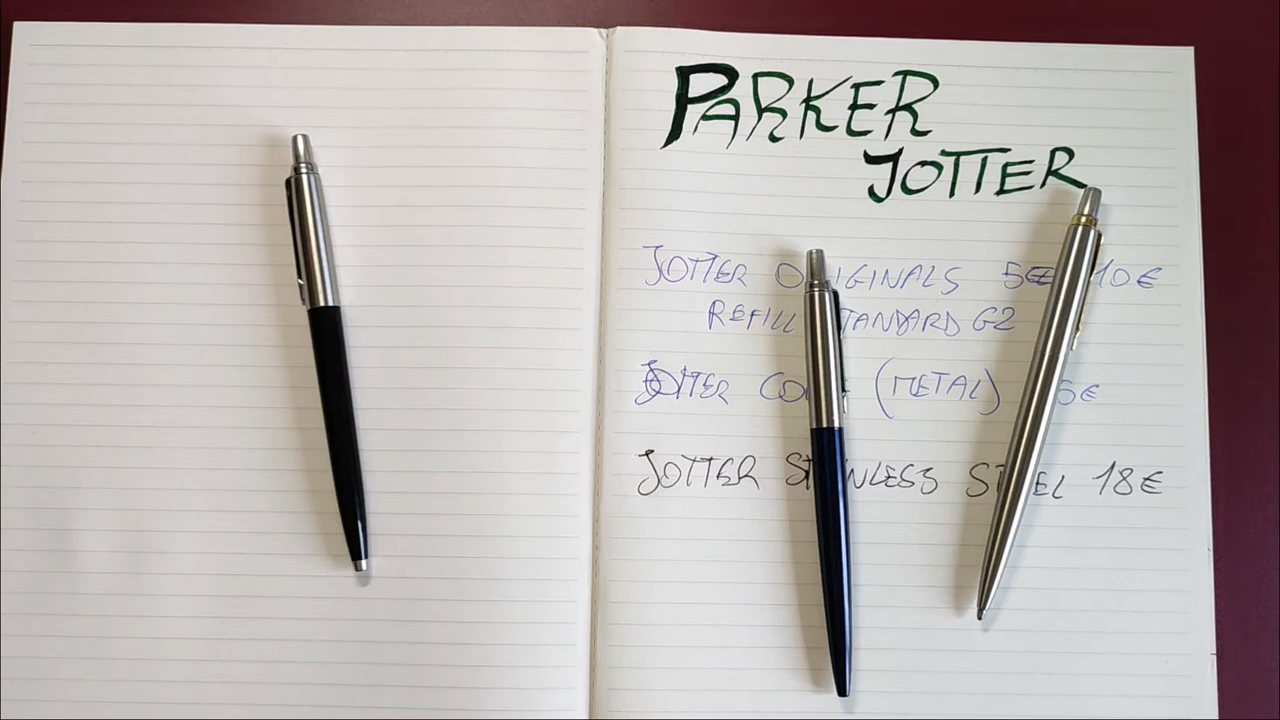 PARKER
JOTTER
JOTTER ORIGINALS 5€ 10€
REFILL STANDARD G2
JOTTER (METAL)
JOTTER STAINLESS STEEL 18€